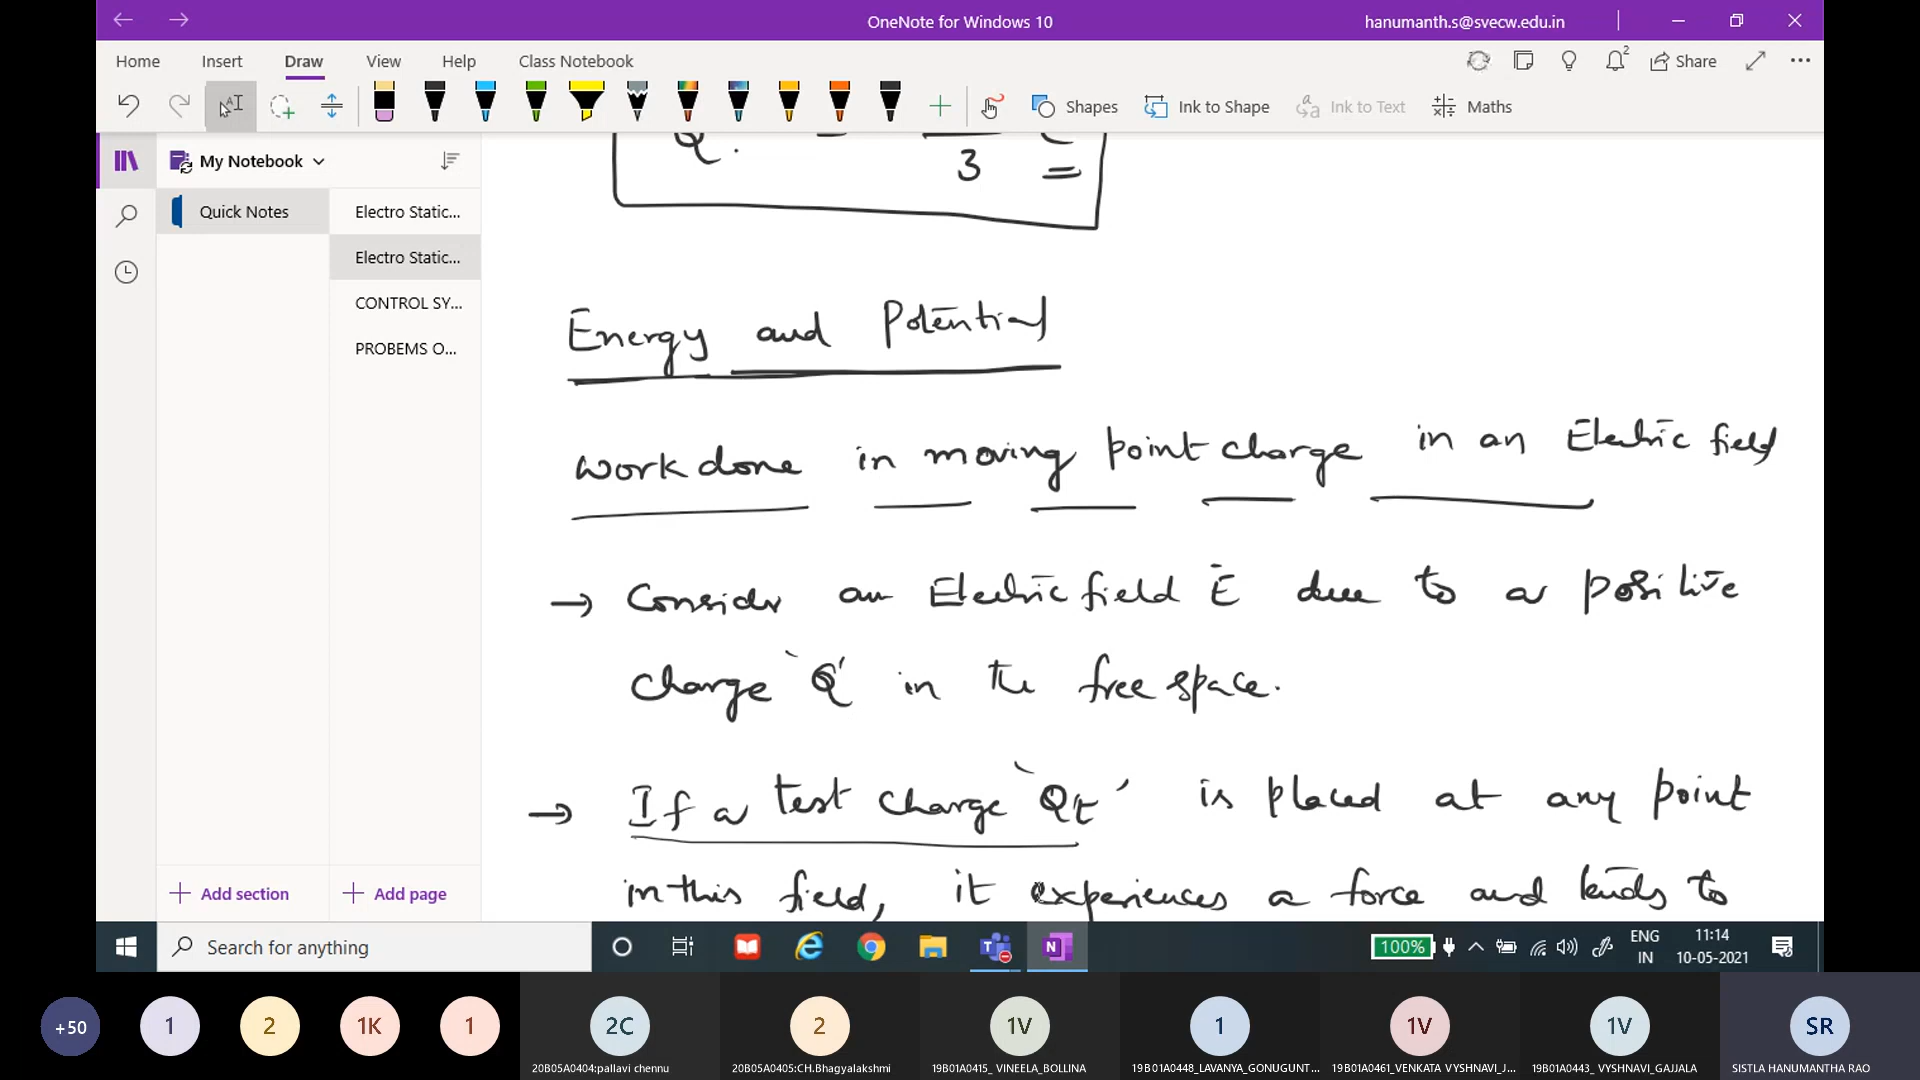 OneNote for Windows 10
hanumanth.s@svecw.edu.in
Home Insert Draw View Help Class Notebook
2
Share
Shapes Ink to Shape Ink to Text Maths
My Notebook
Quick Notes
Electro Static...
Electro Static...
CONTROL SY...
PROBEMS O...
Add section
Add page
Q. =
3
Energy and Potential
Work done in moving point charge in an Electric field
→ Consider an Electric field Ē due to a positive
charge 'Q' in the free space.
→ If a test charge 'Qt' is placed at any point
in this field, it experiences a force and tends to
Search for anything
100%
ENG
IN
11:14
10-05-2021
+50 1 2 1K 1 2C 2 1V 1 1V 1V SR
20B05A0404:pallavi chennu
20B05A0405:CH.Bhagyalakshmi
19B01A0415_ VINEELA_BOLLINA
19B01A0448_LAVANYA_GONUGUNT...
19B01A0461_VENKATA VYSHNAVI_J...
19B01A0443_ VYSHNAVI_GAJJALA
SISTLA HANUMANTHA RAO